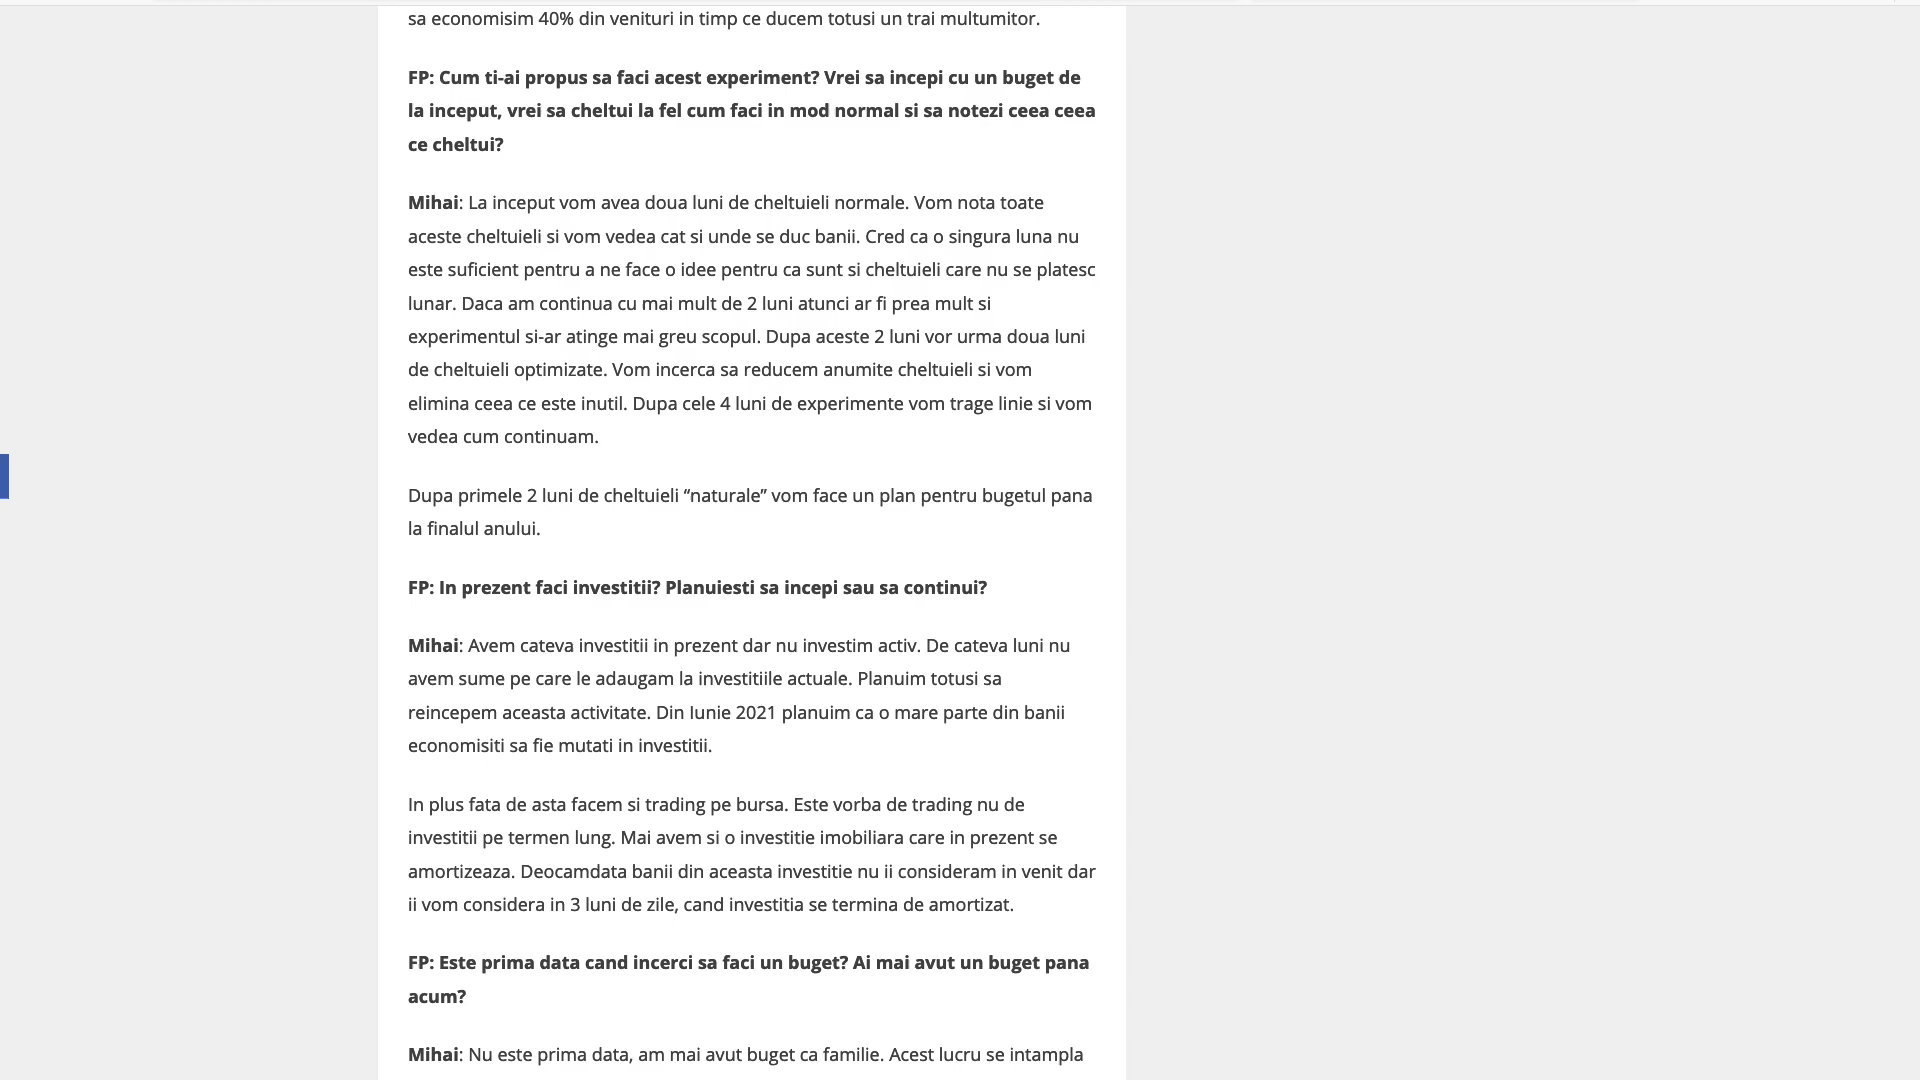 sa economisim 40% din venituri in timp ce ducem totusi un trai multumitor.
FP: Cum ti-ai propus sa faci acest experiment? Vrei sa incepi cu un buget de
la inceput, vrei sa cheltui la fel cum faci in mod normal si sa notezi ceea ceea
ce cheltui?
Mihai: La inceput vom avea doua luni de cheltuieli normale. Vom nota toate
aceste cheltuieli si vom vedea cat si unde se duc banii. Cred ca o singura luna nu
este suficient pentru a ne face o idee pentru ca sunt si cheltuieli care nu se platesc
lunar. Daca am continua cu mai mult de 2 luni atunci ar fi prea mult si
experimentul si-ar atinge mai greu scopul. Dupa aceste 2 luni vor urma doua luni
de cheltuieli optimizate. Vom incerca sa reducem anumite cheltuieli si vom
elimina ceea ce este inutil. Dupa cele 4 luni de experimente vom trage linie si vom
vedea cum continuam.
Dupa primele 2 luni de cheltuieli “naturale” vom face un plan pentru bugetul pana
la finalul anului.
FP: In prezent faci investitii? Planuiesti sa incepi sau sa continui?
Mihai: Avem cateva investitii in prezent dar nu investim activ. De cateva luni nu
avem sume pe care le adaugam la investitiile actuale. Planuim totusi sa
reincepem aceasta activitate. Din Iunie 2021 planuim ca o mare parte din banii
economisiti sa fie mutati in investitii.
In plus fata de asta facem si trading pe bursa. Este vorba de trading nu de
investitii pe termen lung. Mai avem si o investitie imobiliara care in prezent se
amortizeaza. Deocamdata banii din aceasta investitie nu ii consideram in venit dar
ii vom considera in 3 luni de zile, cand investitia se termina de amortizat.
FP: Este prima data cand incerci sa faci un buget? Ai mai avut un buget pana
acum?
Mihai: Nu este prima data, am mai avut buget ca familie. Acest lucru se intampla